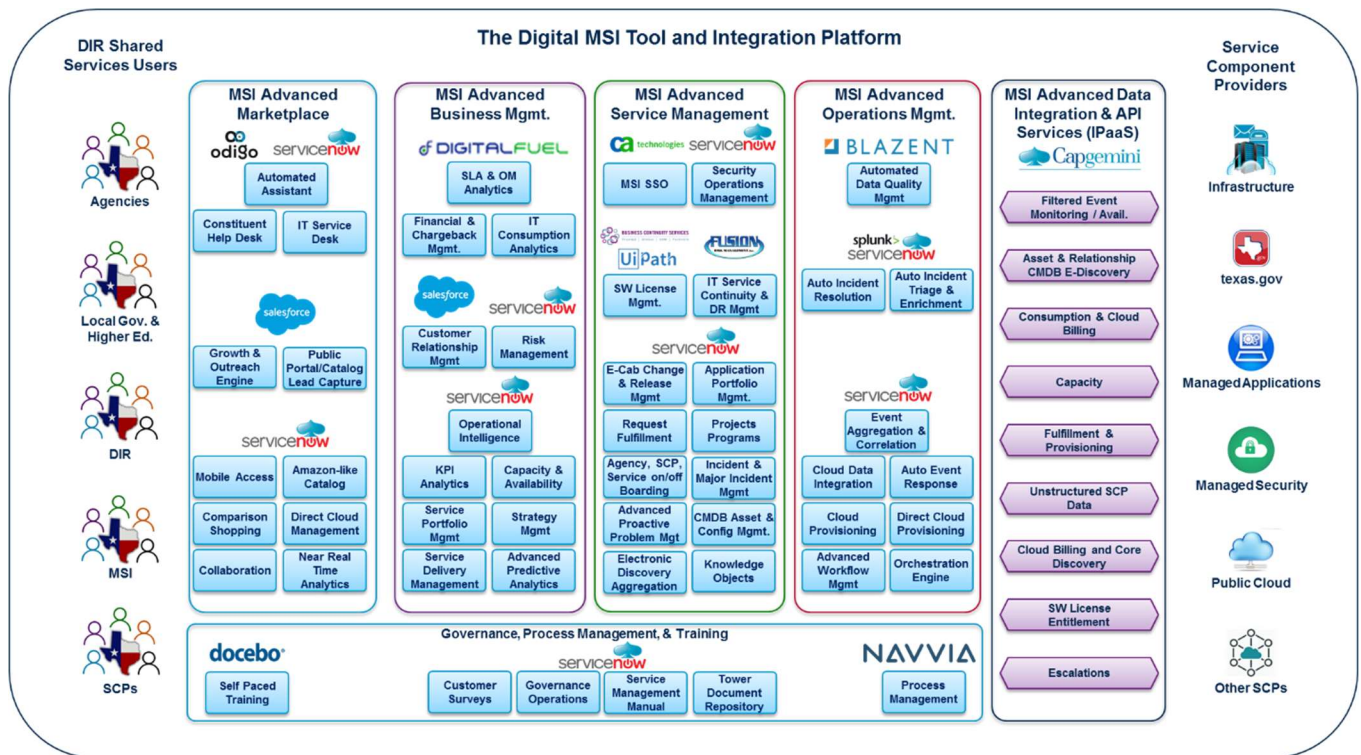 The Digital MSI Tool and Integration Platform
DIR Shared
Services Users
Agencies
Local Gov. &
Higher Ed.
DIR
MSI
SCPs
MSI Advanced
Marketplace
odigo
servicenow
Automated
Assistant
Constituent
Help Desk
IT Service
Desk
salesforce
Growth &
Outreach
Engine
Public
Portal/Catalog
Lead Capture
servicenow
Mobile Access
Amazon-like
Catalog
Comparison
Shopping
Direct Cloud
Management
Collaboration
Near Real
Time
Analytics
MSI Advanced
Business Mgmt.
DIGITALFUEL
SLA & OM
Analytics
Financial &
Chargeback
Mgmt.
IT
Consumption
Analytics
salesforce
servicenow
Customer
Relationship
Mgmt
Risk
Management
servicenow
Operational
Intelligence
KPI
Analytics
Capacity &
Availability
Service
Portfolio
Mgmt
Strategy
Mgmt
Service
Delivery
Management
Advanced
Predictive
Analytics
MSI Advanced
Service Management
ca technologies
servicenow
MSI SSO
Security
Operations
Management
BUSINESS CONTINUITY SERVICES
FUSION
UiPath
SW License
Mgmt.
IT Service
Continuity &
DR Mgmt
servicenow
E-Cab Change
& Release
Mgmt
Application
Portfolio
Mgmt.
Request
Fulfillment
Projects
Programs
Agency, SCP,
Service on/off
Boarding
Incident &
Major Incident
Mgmt
Advanced
Proactive
Problem Mgt
CMDB Asset &
Config Mgmt.
Electronic
Discovery
Aggregation
Knowledge
Objects
MSI Advanced
Operations Mgmt.
BLAZENT
Automated
Data Quality
Mgmt
splunk>
servicenow
Auto Incident
Resolution
Auto Incident
Triage &
Enrichment
servicenow
Event
Aggregation &
Correlation
Cloud Data
Integration
Auto Event
Response
Cloud
Provisioning
Direct Cloud
Provisioning
Advanced
Workflow
Mgmt
Orchestration
Engine
MSI Advanced Data
Integration & API
Services (IPaaS)
Capgemini
Filtered Event
Monitoring / Avail.
Asset & Relationship
CMDB E-Discovery
Consumption & Cloud
Billing
Capacity
Fulfillment &
Provisioning
Unstructured SCP
Data
Cloud Billing and Core
Discovery
SW License
Entitlement
Escalations
Governance, Process Management, & Training
docebo
Self Paced
Training
servicenow
Customer
Surveys
Governance
Operations
Service
Management
Manual
Tower
Document
Repository
NAVVIA
Process
Management
Service
Component
Providers
Infrastructure
texas.gov
Managed Applications
Managed Security
Public Cloud
Other SCPs